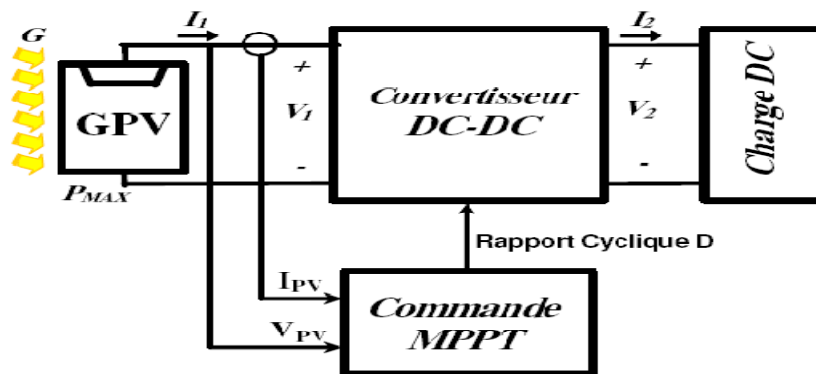 G
I1
I2
GPV
+
V1
-
PMAX
Convertisseur
DC-DC
+
V2
-
Charge DC
Rapport Cyclique D
IPV
VPV
Commande
MPPT